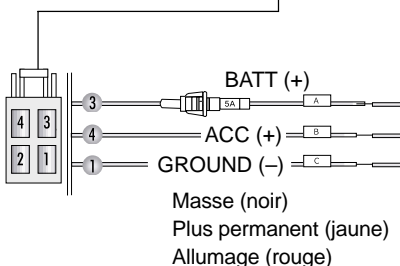 BATT (+)
3 5A A
4 3
4 ACC (+) B
2 1
1 GROUND (–) C
Masse (noir)
Plus permanent (jaune)
Allumage (rouge)